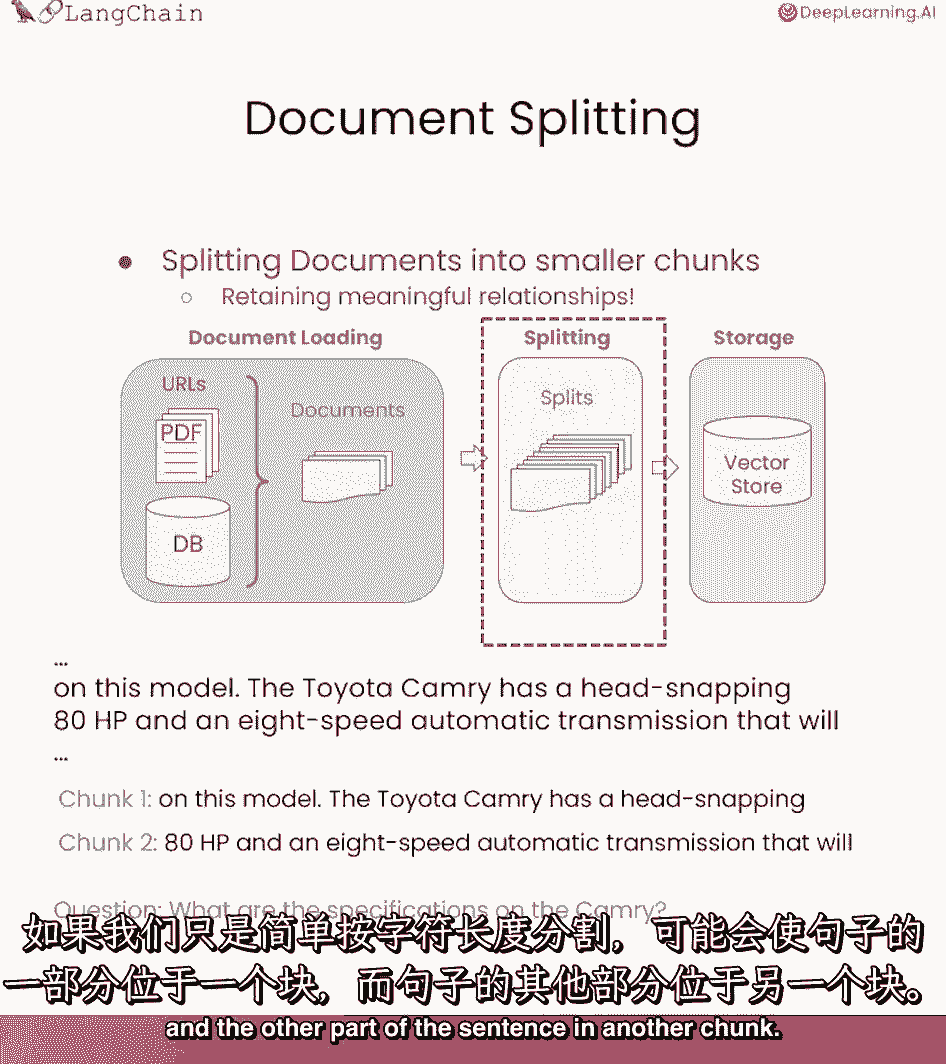 LangChain
DeepLearning.AI
Document Splitting
● Splitting Documents into smaller chunks
○ Retaining meaningful relationships!
Document Loading
Splitting
Storage
URLs
PDF
DB
Documents
Splits
Vector
Store
...
on this model. The Toyota Camry has a head-snapping
80 HP and an eight-speed automatic transmission that will
...
Chunk 1: on this model. The Toyota Camry has a head-snapping
Chunk 2: 80 HP and an eight-speed automatic transmission that will
Question: What are the specifications on the Camry?
如果我们只是简单按字符长度分割，可能会使句子的
一部分位于一个块，而句子的其他部分位于另一个块。
and the other part of the sentence in another chunk.